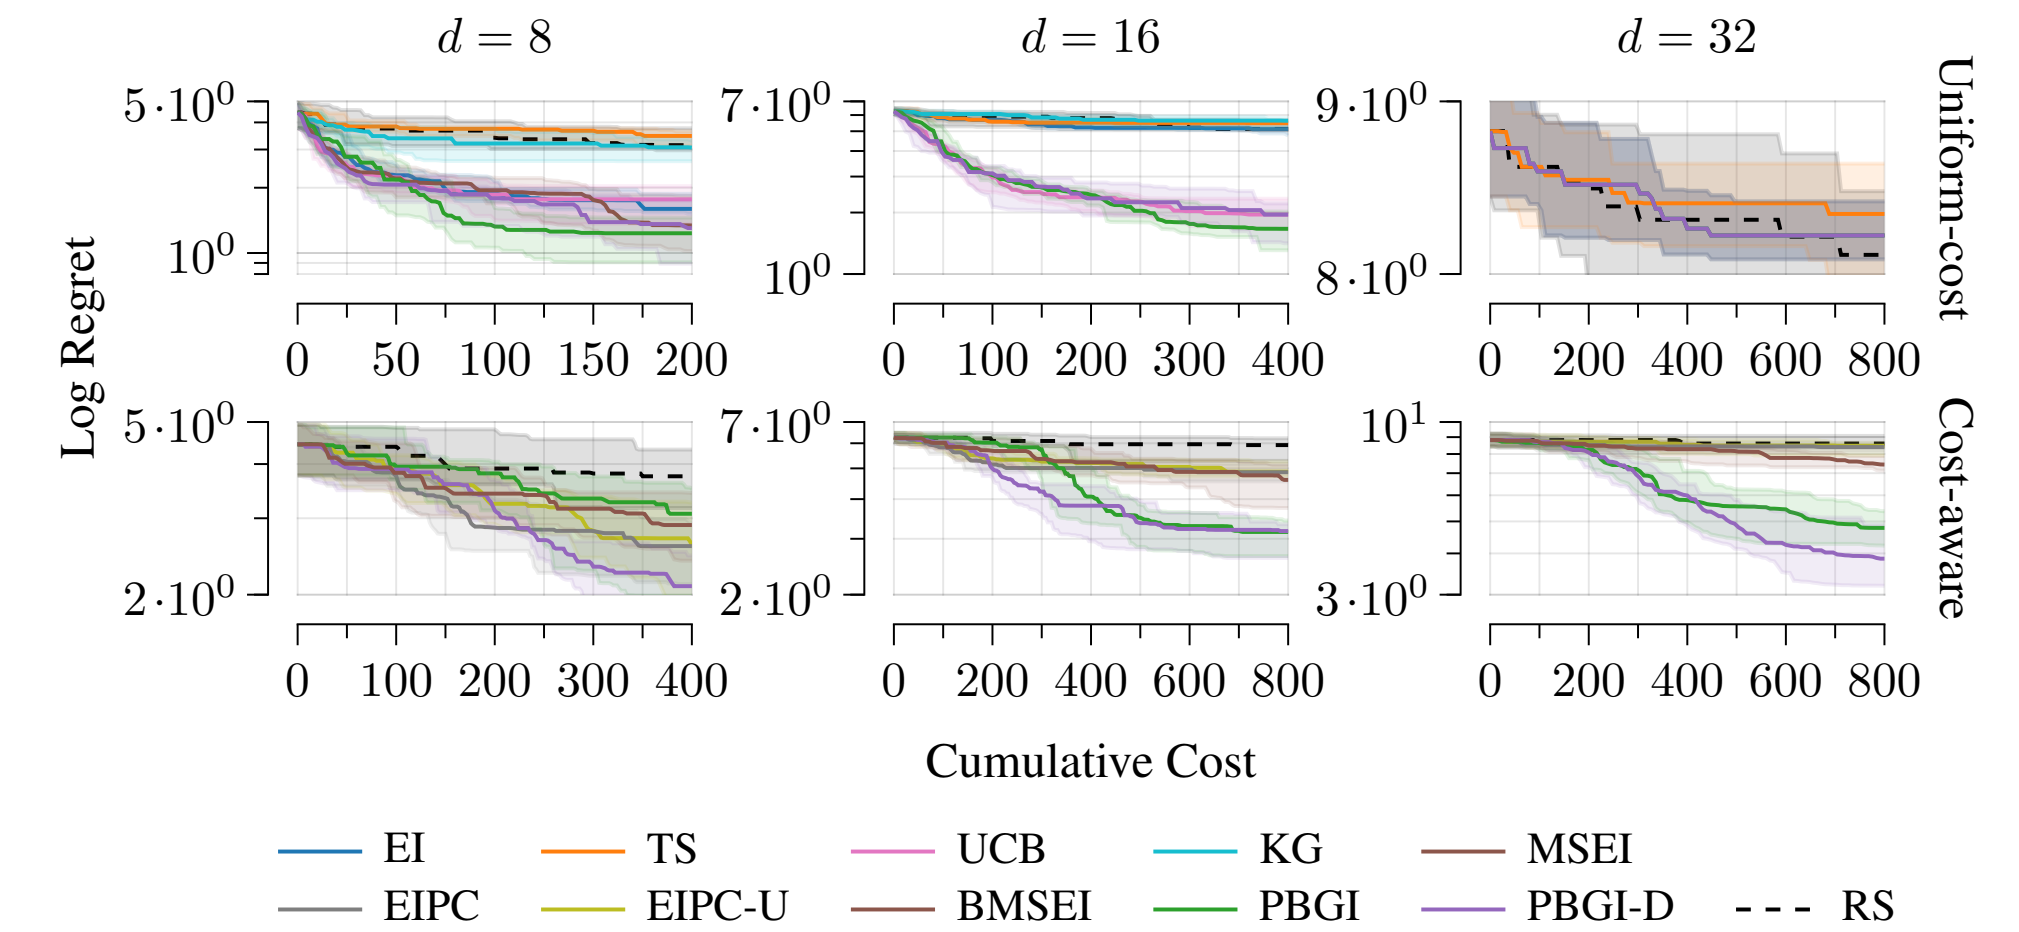 d = 8
d = 16
d = 32
5·10⁰
10⁰
0 50 100 150 200
7·10⁰
10⁰
0 100 200 300 400
9·10⁰
8·10⁰
0 200 400 600 800
Uniform-cost
Log Regret
5·10⁰
2·10⁰
0 100 200 300 400
7·10⁰
2·10⁰
0 200 400 600 800
10¹
3·10⁰
0 200 400 600 800
Cost-aware
Cumulative Cost
EI TS UCB KG MSEI
EIPC EIPC-U BMSEI PBGI PBGI-D RS